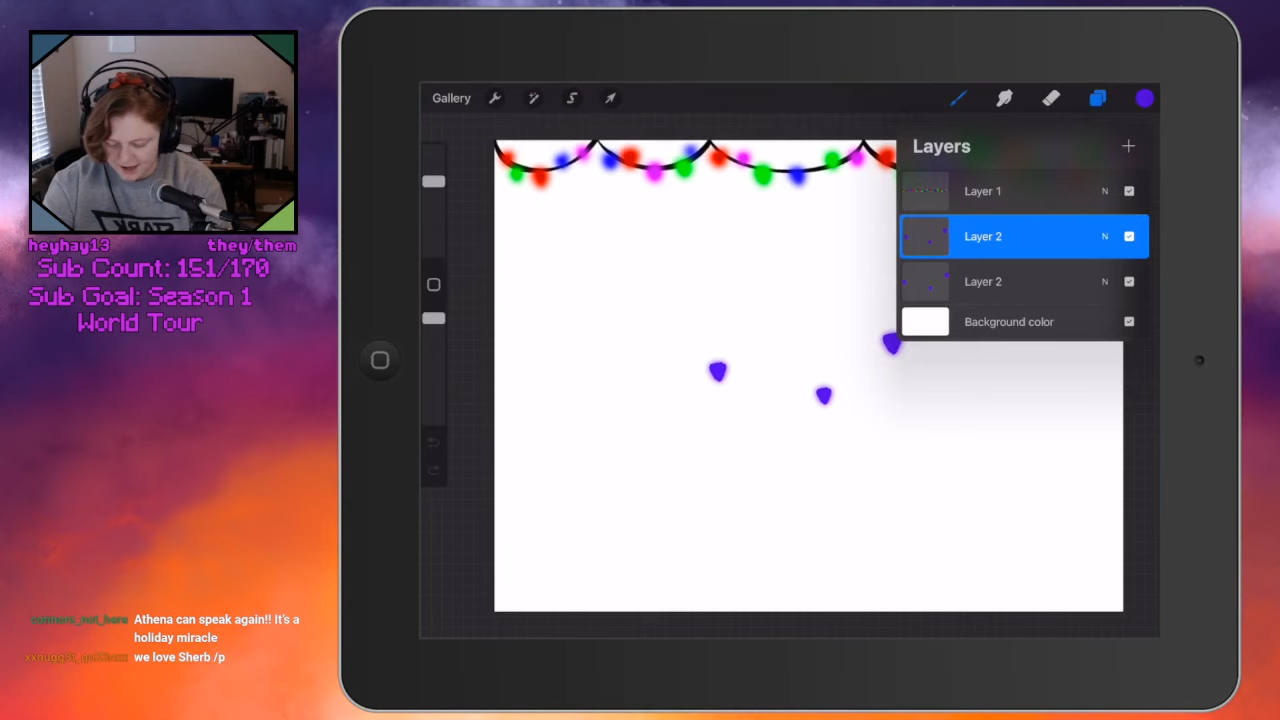 heyhay13 they/them
Sub Count: 151/170
Sub Goal: Season 1
World Tour
Athena can speak again!! It's a
holiday miracle
we love Sherb /p
Gallery
Layers
Layer 1 N
Layer 2 N
Layer 2 N
Background color